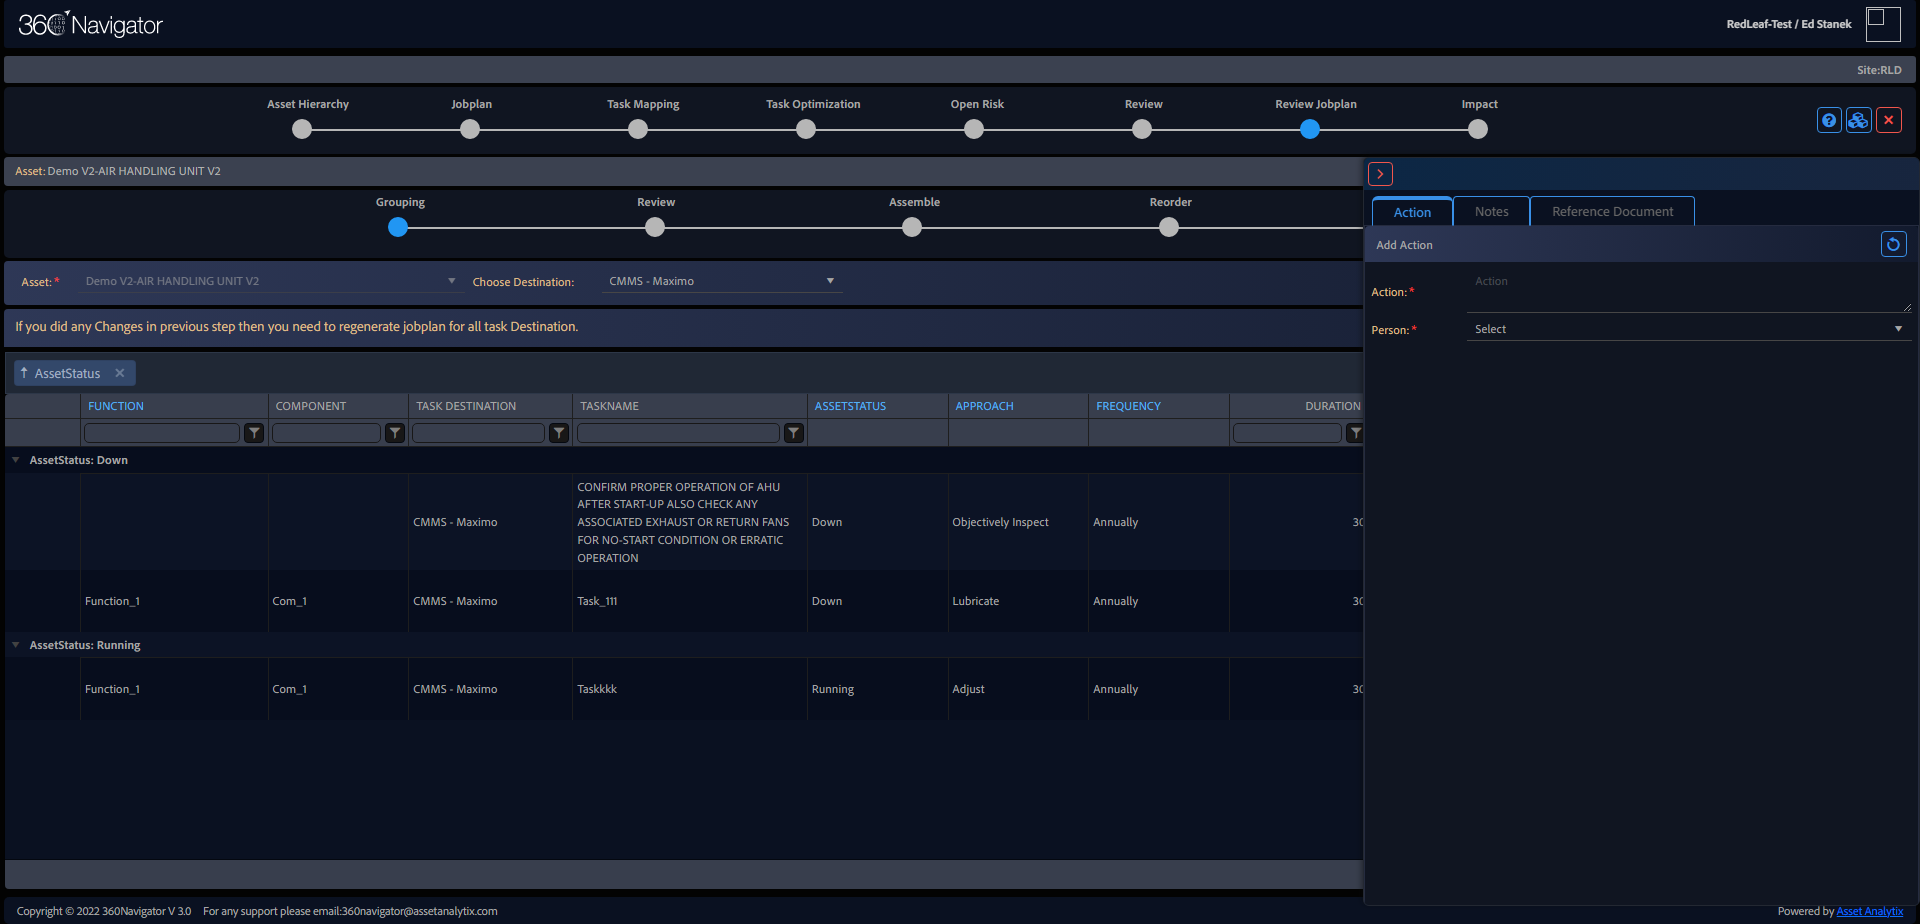 360 Navigator
RedLeaf-Test / Ed Stanek
Site:RLD
Asset Hierarchy
Jobplan
Task Mapping
Task Optimization
Open Risk
Review
Review Jobplan
Impact
Asset: Demo V2-AIR HANDLING UNIT V2
Grouping
Review
Assemble
Reorder
Asset:* Demo V2-AIR HANDLING UNIT V2
Choose Destination: CMMS - Maximo
If you did any Changes in previous step then you need to regenerate jobplan for all task Destination.
AssetStatus
FUNCTION COMPONENT TASK DESTINATION TASKNAME ASSETSTATUS APPROACH FREQUENCY DURATION
AssetStatus: Down
CONFIRM PROPER OPERATION OF AHU
AFTER START-UP ALSO CHECK ANY
CMMS - Maximo ASSOCIATED EXHAUST OR RETURN FANS Down Objectively Inspect Annually 30
FOR NO-START CONDITION OR ERRATIC
OPERATION
Function_1 Com_1 CMMS - Maximo Task_111 Down Lubricate Annually 30
AssetStatus: Running
Function_1 Com_1 CMMS - Maximo Taskkkk Running Adjust Annually 30
Action
Notes
Reference Document
Add Action
Action:* Action
Person:* Select
Copyright © 2022 360Navigator V 3.0 For any support please email:360navigator@assetanalytix.com
Powered by Asset Analytix